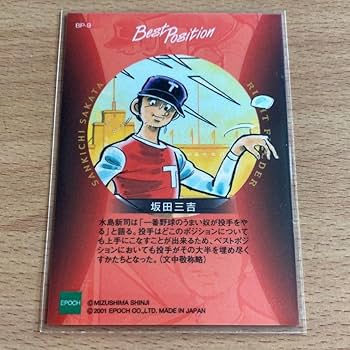 BP-9
Best Position
SANKICHI SAKATA
RIGHT FIELDER
T
T
坂田三吉
水島新司は「一番野球のうまい奴が投手をや
る」と語る。投手はどこのポジションについて
も上手にこなすことが出来るため、ベストポジ
ションにおいても投手がその大半を埋め尽く
すかたちとなった。(文中敬称略)
EPOCH
©MIZUSHIMA SHINJI
©2001 EPOCH CO.,LTD. MADE IN JAPAN